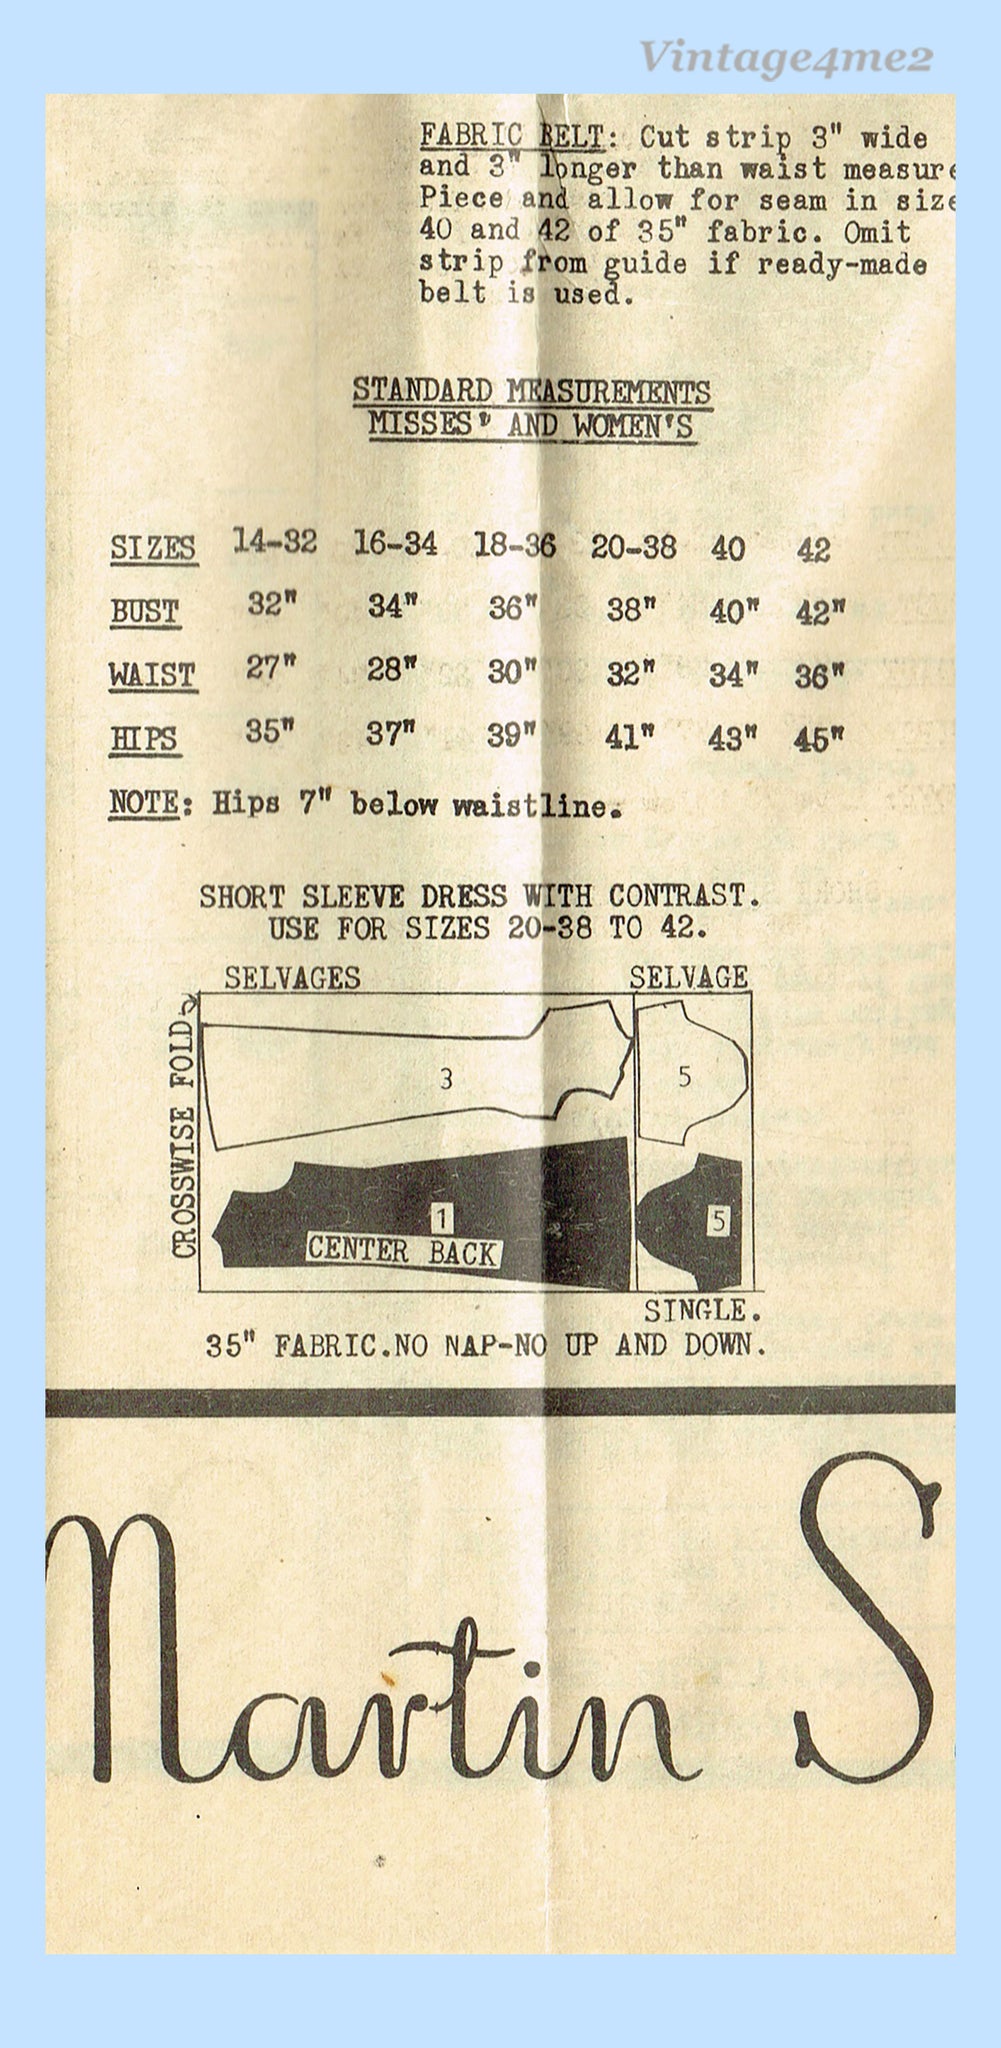 Vintage4me2
FABRIC BELT: Cut strip 3" wide
and 3" longer than waist measure
Piece and allow for seam in size
40 and 42 of 35" fabric. Omit
strip from guide if ready-made
belt is used.
STANDARD MEASUREMENTS
MISSES' AND WOMEN'S
SIZES 14-32 16-34 18-36 20-38 40 42
BUST 32" 34" 36" 38" 40" 42"
WAIST 27" 28" 30" 32" 34" 36"
HIPS 35" 37" 39" 41" 43" 45"
NOTE: Hips 7" below waistline.
SHORT SLEEVE DRESS WITH CONTRAST.
USE FOR SIZES 20-38 TO 42.
SELVAGES SELVAGE
CROSSWISE FOLD
3 5
1 5
CENTER BACK
SINGLE.
35" FABRIC.NO NAP-NO UP AND DOWN.
Martin S